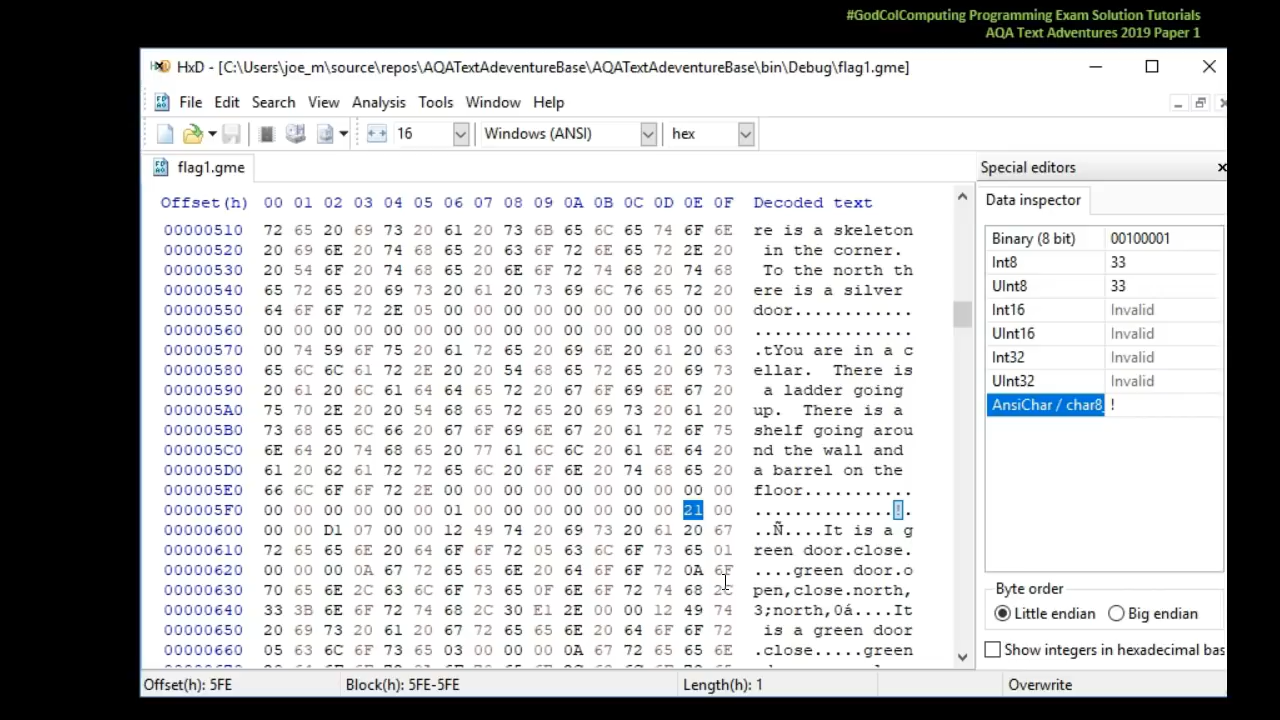 #GodColComputing Programming Exam Solution Tutorials
AQA Text Adventures 2019 Paper 1
HxD - [C:\Users\joe_m\source\repos\AQATextAdeventureBase\AQATextAdeventureBase\bin\Debug\flag1.gme]
File Edit Search View Analysis Tools Window Help
16 Windows (ANSI) hex
flag1.gme Special editors
Data inspector
Offset(h) 00 01 02 03 04 05 06 07 08 09 0A 0B 0C 0D 0E 0F Decoded text
00000510 72 65 20 69 73 20 61 20 73 6B 65 6C 65 74 6F 6E re is a skeleton
00000520 20 69 6E 20 74 68 65 20 63 6F 72 6E 65 72 2E 20 in the corner.
00000530 20 54 6F 20 74 68 65 20 6E 6F 72 74 68 20 74 68 To the north th
00000540 65 72 65 20 69 73 20 61 20 73 69 6C 76 65 72 20 ere is a silver
00000550 64 6F 6F 72 2E 05 00 00 00 00 00 00 00 00 00 00 door............
00000560 00 00 00 00 00 00 00 00 00 00 00 00 00 08 00 00 ................
00000570 00 74 59 6F 75 20 61 72 65 20 69 6E 20 61 20 63 .tYou are in a c
00000580 65 6C 6C 61 72 2E 20 20 54 68 65 72 65 20 69 73 ellar.  There is
00000590 20 61 20 6C 61 64 64 65 72 20 67 6F 69 6E 67 20 a ladder going
000005A0 75 70 2E 20 20 54 68 65 72 65 20 69 73 20 61 20 up.  There is a
000005B0 73 68 65 6C 66 20 67 6F 69 6E 67 20 61 72 6F 75 shelf going arou
000005C0 6E 64 20 74 68 65 20 77 61 6C 6C 20 61 6E 64 20 nd the wall and
000005D0 61 20 62 61 72 72 65 6C 20 6F 6E 20 74 68 65 20 a barrel on the
000005E0 66 6C 6F 6F 72 2E 00 00 00 00 00 00 00 00 00 00 floor...........
000005F0 00 00 00 00 00 00 01 00 00 00 00 00 00 00 21 00 ..............!.
00000600 00 00 D1 07 00 00 12 49 74 20 69 73 20 61 20 67 ..Ñ....It is a g
00000610 72 65 65 6E 20 64 6F 6F 72 05 63 6C 6F 73 65 01 reen door.close.
00000620 00 00 00 0A 67 72 65 65 6E 20 64 6F 6F 72 0A 6F ....green door.o
00000630 70 65 6E 2C 63 6C 6F 73 65 0F 6E 6F 72 74 68 2C pen,close.north,
00000640 33 3B 6E 6F 72 74 68 2C 30 E1 2E 00 00 12 49 74 3;north,0á....It
00000650 20 69 73 20 61 20 67 72 65 65 6E 20 64 6F 6F 72 is a green door
00000660 05 63 6C 6F 73 65 03 00 00 00 0A 67 72 65 65 6E .close.....green
Binary (8 bit) 00100001
Int8 33
UInt8 33
Int16 Invalid
UInt16 Invalid
Int32 Invalid
UInt32 Invalid
AnsiChar / char8 !
Byte order
Little endian Big endian
Show integers in hexadecimal bas
Offset(h): 5FE Block(h): 5FE-5FE Length(h): 1 Overwrite